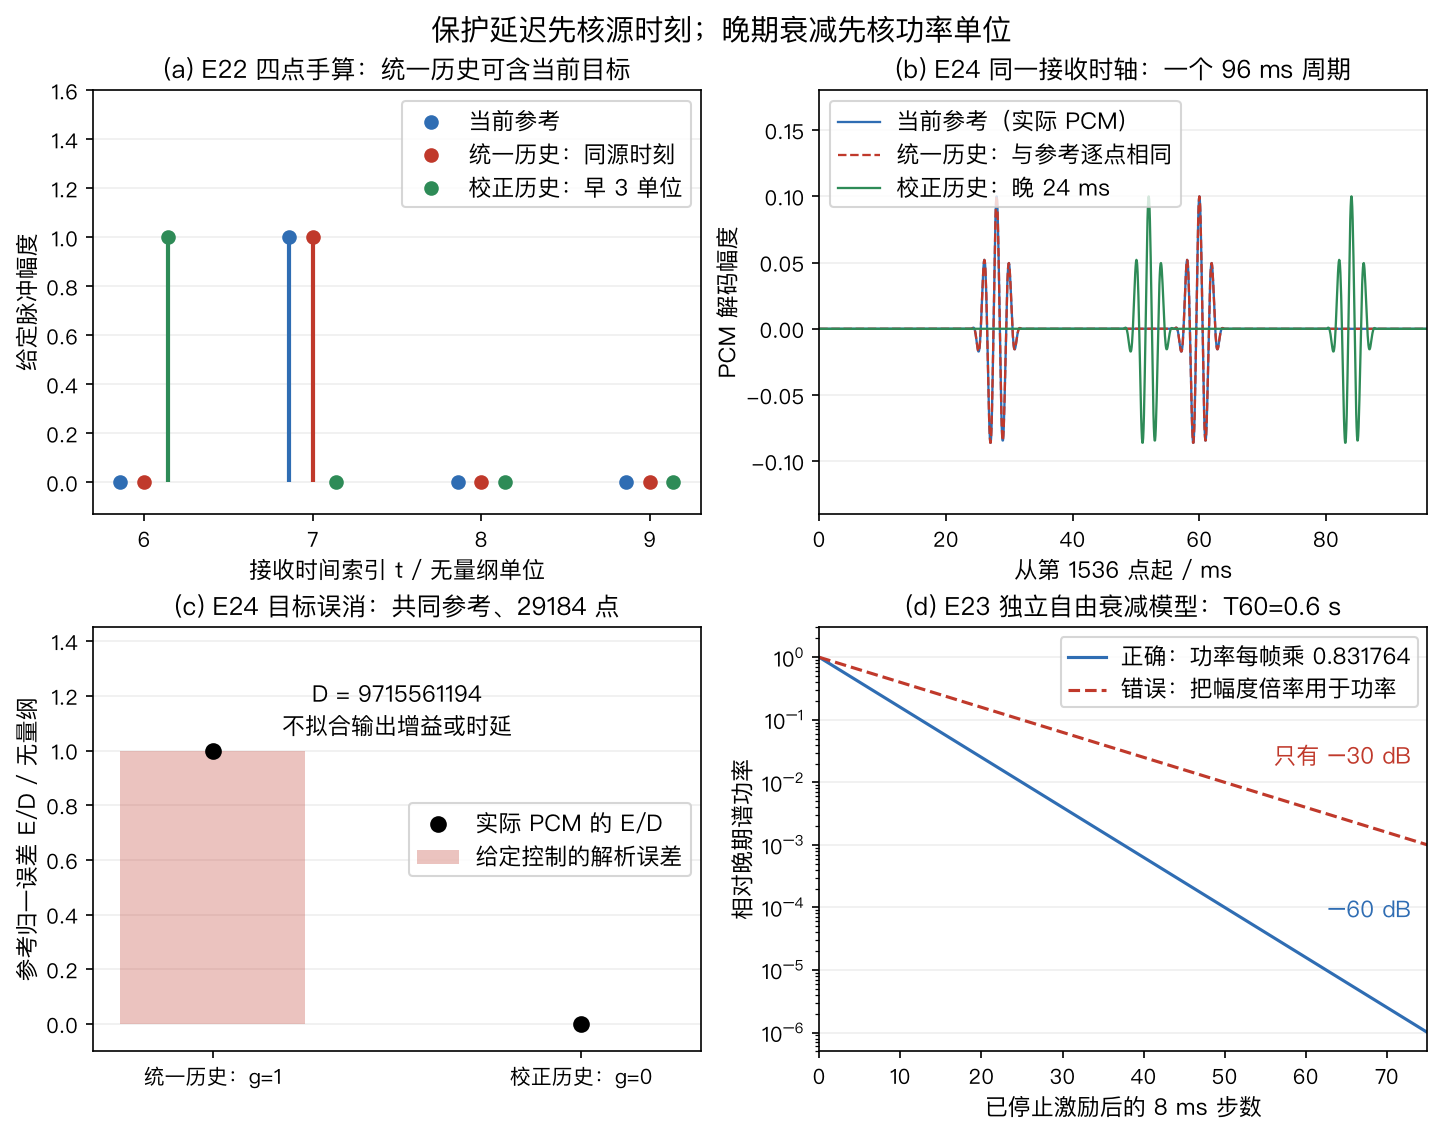 保护延迟先核源时刻；晚期衰减先核功率单位
(a) E22 四点手算：统一历史可含当前目标
给定脉冲幅度
1.6
1.4
1.2
1.0
0.8
0.6
0.4
0.2
0.0
当前参考
统一历史：同源时刻
校正历史：早 3 单位
6
7
8
9
接收时间索引 t / 无量纲单位
(b) E24 同一接收时轴：一个 96 ms 周期
PCM 解码幅度
0.15
0.10
0.05
0.00
−0.05
−0.10
当前参考（实际 PCM）
统一历史：与参考逐点相同
校正历史：晚 24 ms
0
20
40
60
80
从第 1536 点起 / ms
(c) E24 目标误消：共同参考、29184 点
参考归一误差 E/D / 无量纲
1.4
1.2
1.0
0.8
0.6
0.4
0.2
0.0
D = 9715561194
不拟合输出增益或时延
实际 PCM 的 E/D
给定控制的解析误差
统一历史：g=1
校正历史：g=0
(d) E23 独立自由衰减模型：T60=0.6 s
相对晚期谱功率
10⁰
10⁻¹
10⁻²
10⁻³
10⁻⁴
10⁻⁵
10⁻⁶
正确：功率每帧乘 0.831764
错误：把幅度倍率用于功率
只有 −30 dB
−60 dB
0
10
20
30
40
50
60
70
已停止激励后的 8 ms 步数